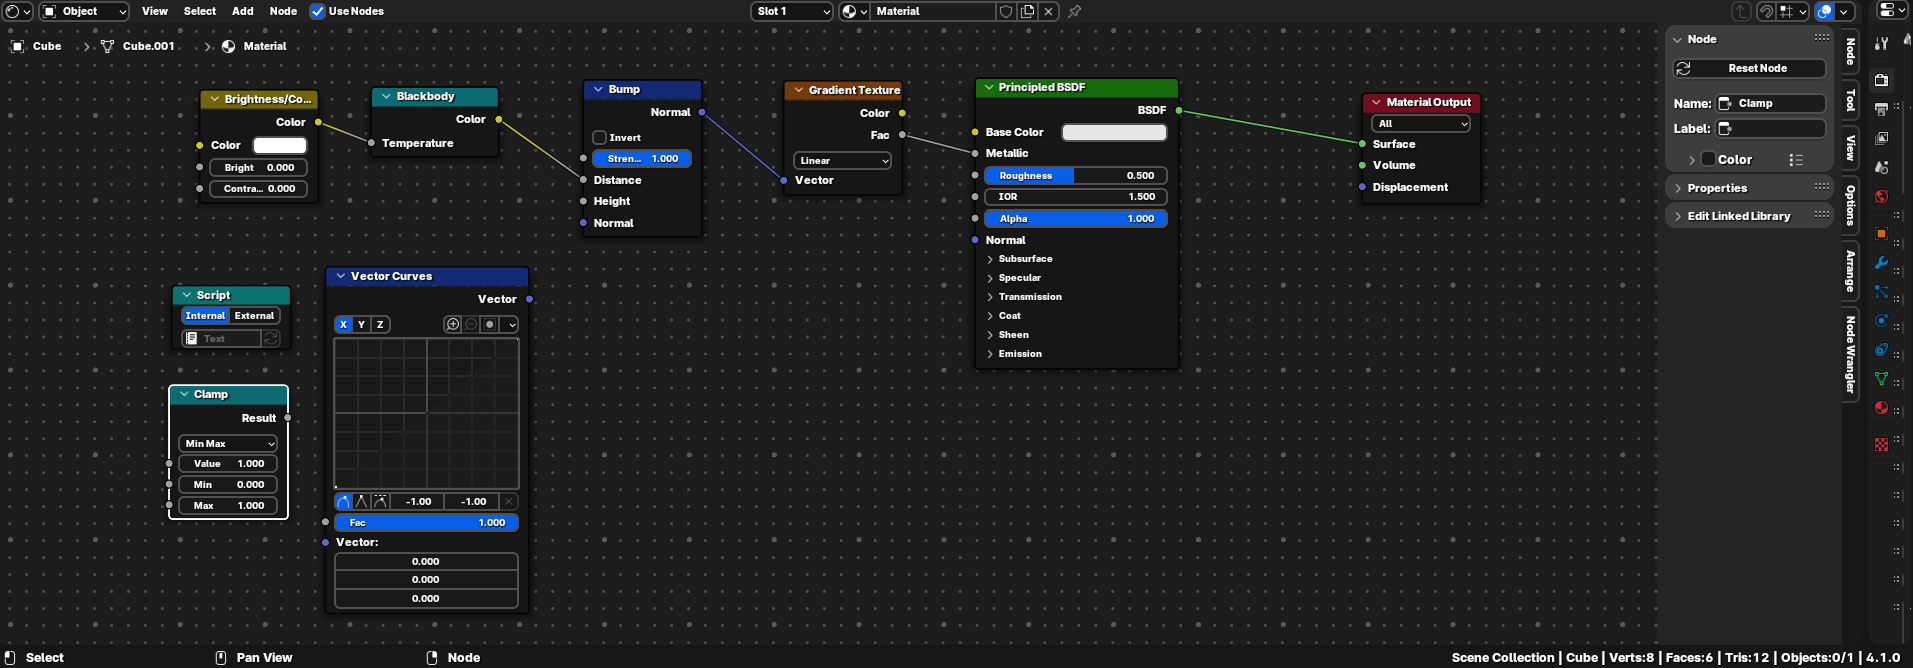 Object View Select Add Node Use Nodes Slot 1 Material
Cube Cube.001 Material
Brightness/Co...
Color
Color
Bright 0.000
Contra... 0.000
Blackbody
Color
Temperature
Bump
Normal
Invert
Stren... 1.000
Distance
Height
Normal
Gradient Texture
Color
Fac
Linear
Vector
Principled BSDF
BSDF
Base Color
Metallic
Roughness 0.500
IOR 1.500
Alpha 1.000
Normal
Subsurface
Specular
Transmission
Coat
Sheen
Emission
Material Output
All
Surface
Volume
Displacement
Script
Internal External
Text
Clamp
Result
Min Max
Value 1.000
Min 0.000
Max 1.000
Vector Curves
Vector
X Y Z
-1.00 -1.00
Fac 1.000
Vector:
0.000
0.000
0.000
Node
Reset Node
Name: Clamp
Label:
Color
Properties
Edit Linked Library
Node
Tool
View
Options
Arrange
Node Wrangler
Select Pan View Node Scene Collection | Cube | Verts:8 | Faces:6 | Tris:12 | Objects:0/1 | 4.1.0